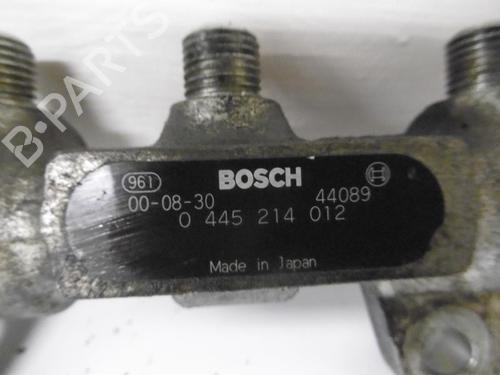 B-PARTS
961 BOSCH
00-08-30 44089
0 445 214 012
Made in Japan